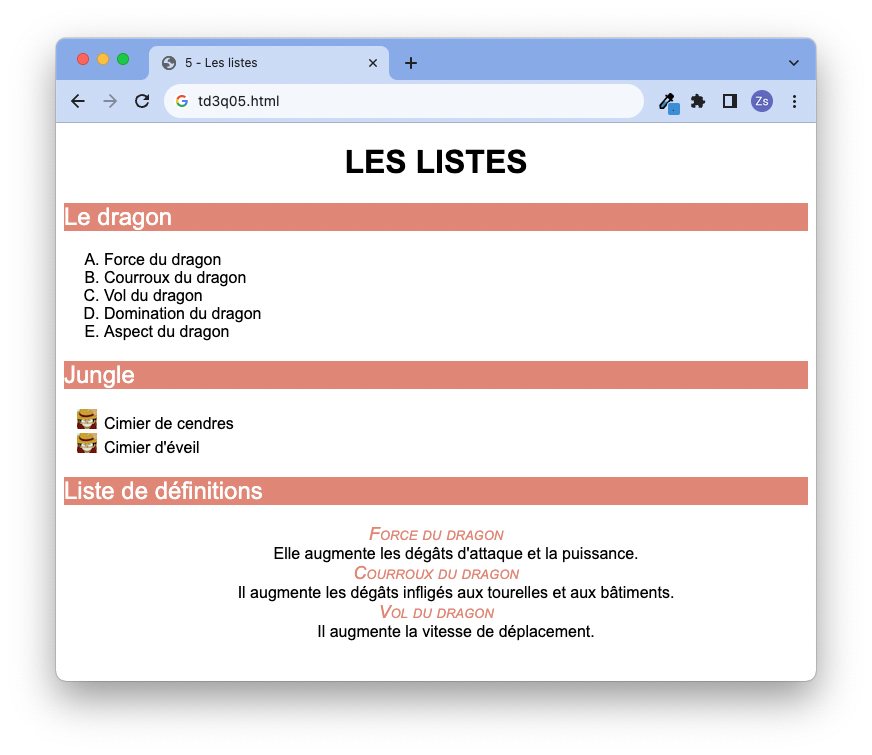 5 - Les listes
td3q05.html
Zs
LES LISTES
Le dragon
A. Force du dragon
B. Courroux du dragon
C. Vol du dragon
D. Domination du dragon
E. Aspect du dragon
Jungle
Cimier de cendres
Cimier d'éveil
Liste de définitions
FORCE DU DRAGON
Elle augmente les dégâts d'attaque et la puissance.
COURROUX DU DRAGON
Il augmente les dégâts infligés aux tourelles et aux bâtiments.
VOL DU DRAGON
Il augmente la vitesse de déplacement.